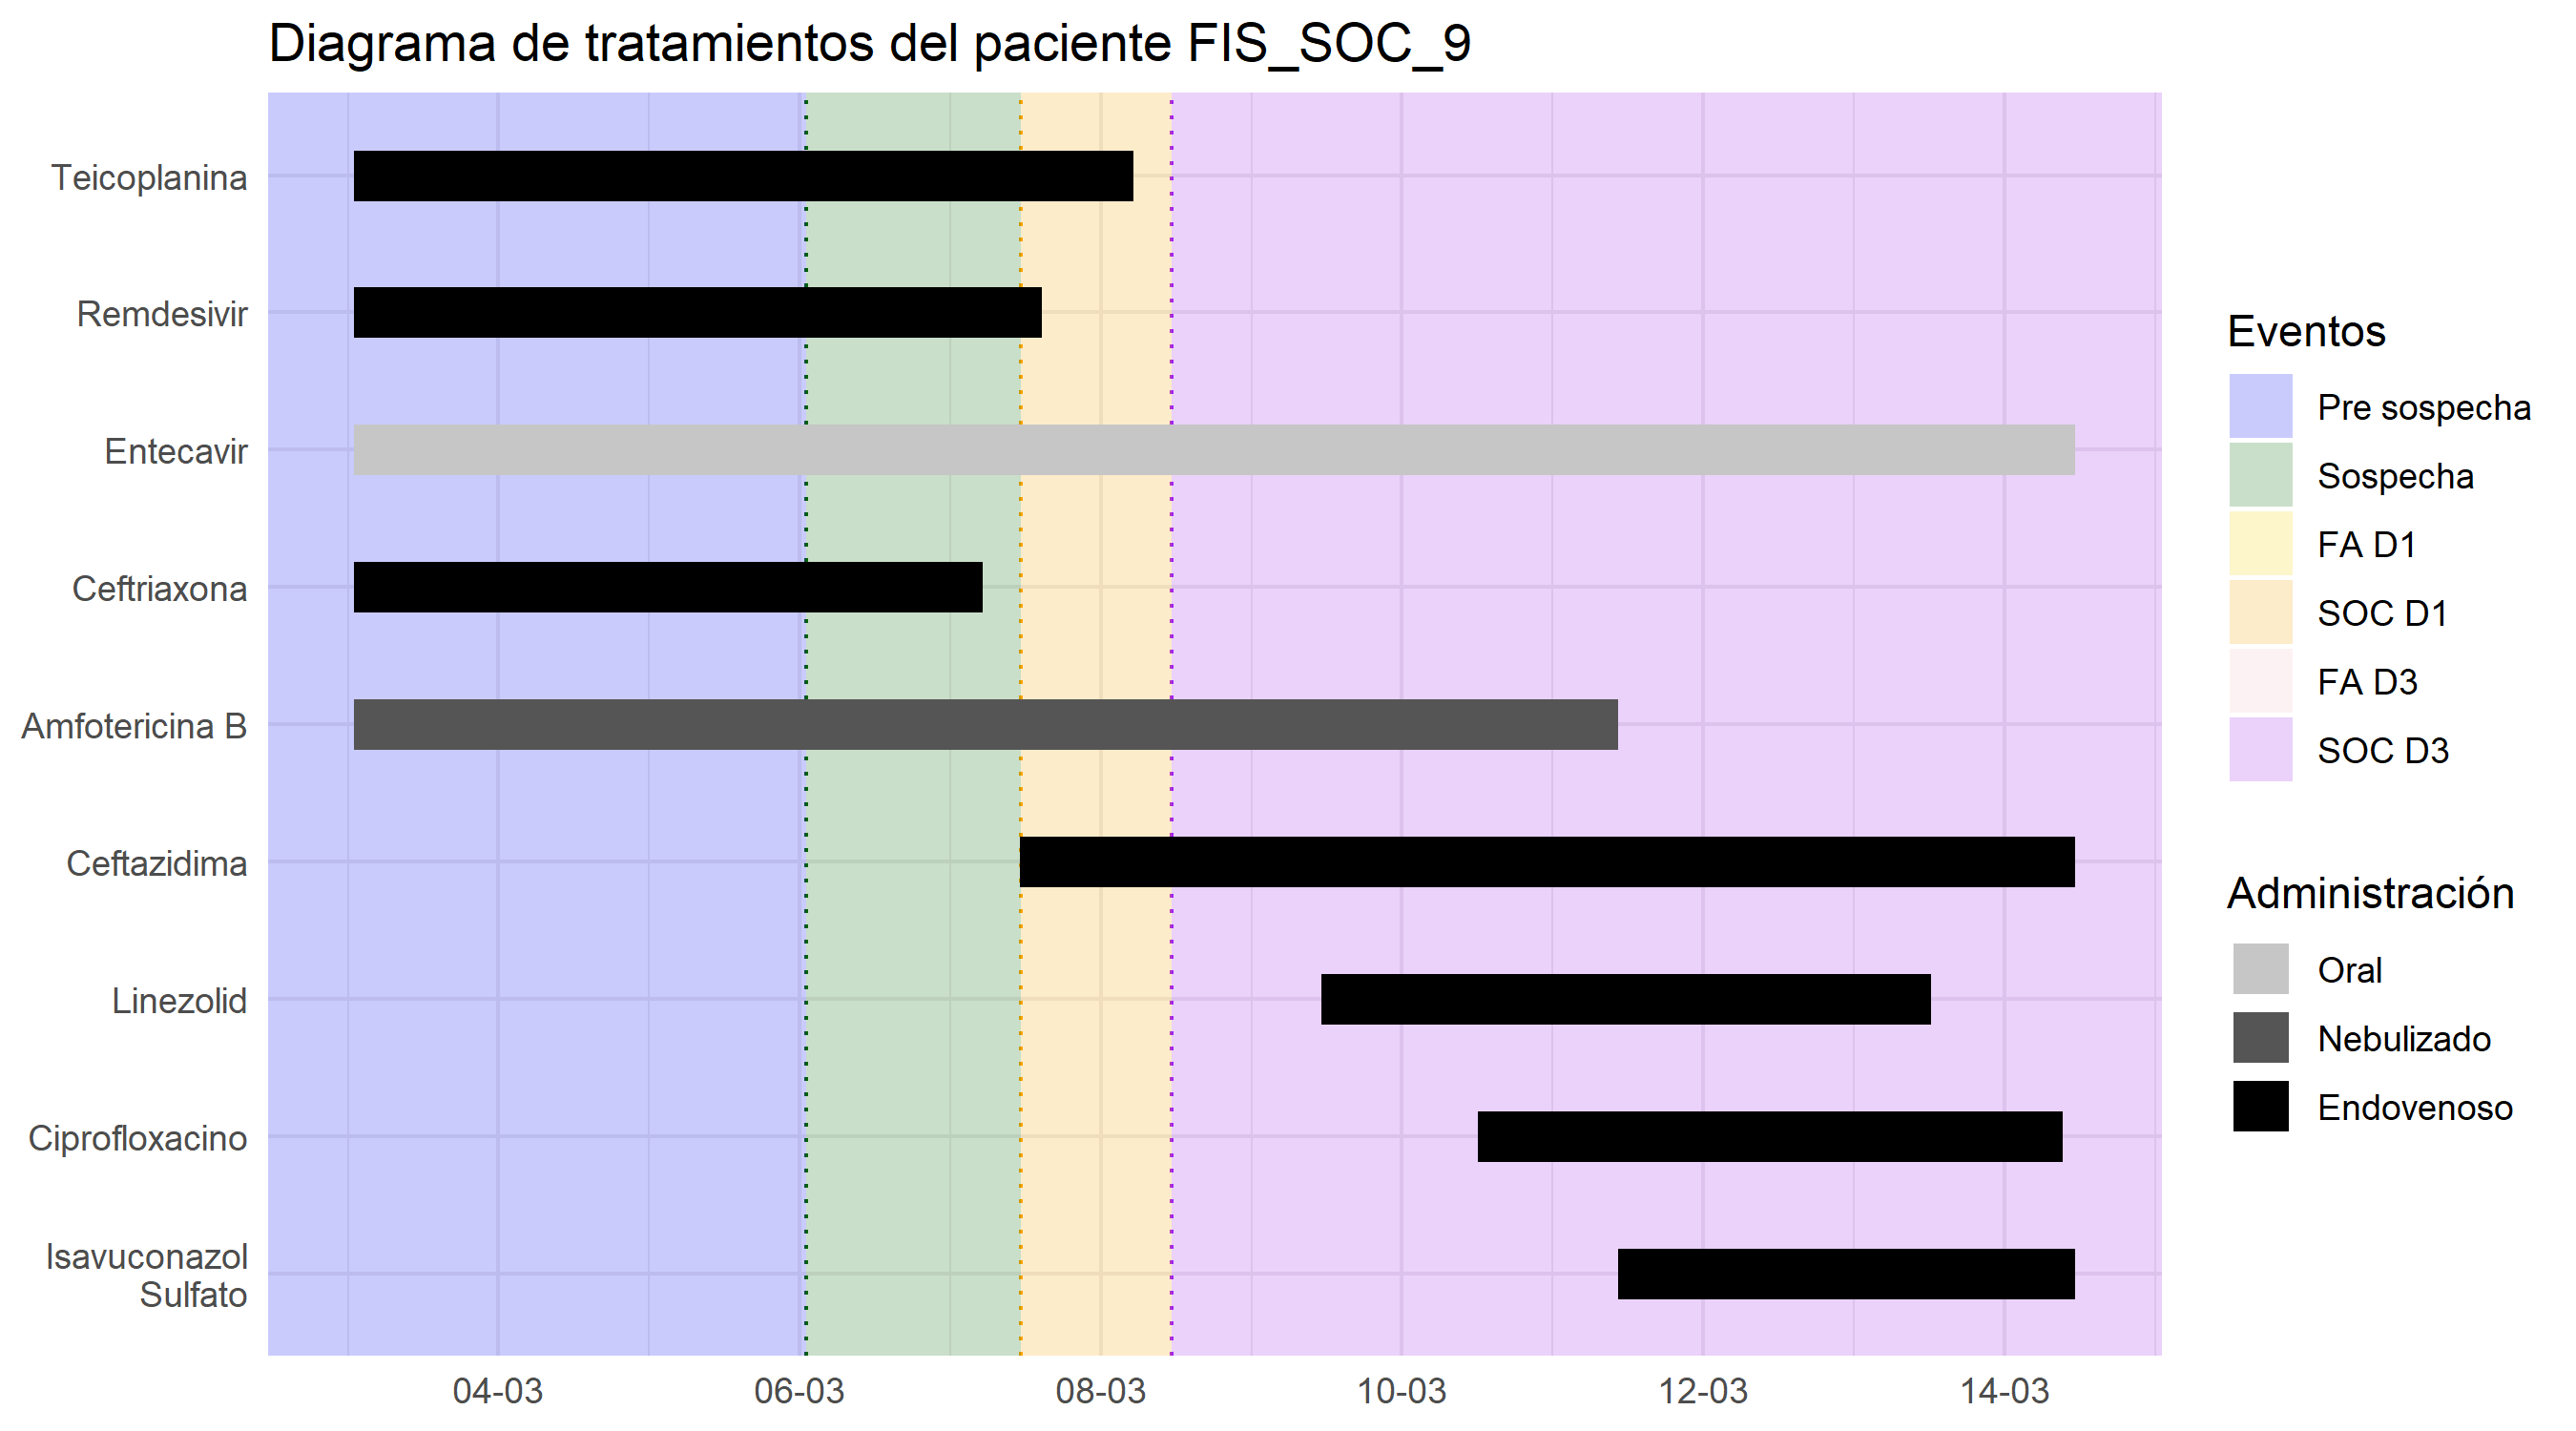 Diagrama de tratamientos del paciente FIS_SOC_9
Teicoplanina
Remdesivir
Entecavir
Ceftriaxona
Amfotericina B
Ceftazidima
Linezolid
Ciprofloxacino
Isavuconazol
Sulfato
04-03
06-03
08-03
10-03
12-03
14-03
Eventos
Pre sospecha
Sospecha
FA D1
SOC D1
FA D3
SOC D3
Administración
Oral
Nebulizado
Endovenoso